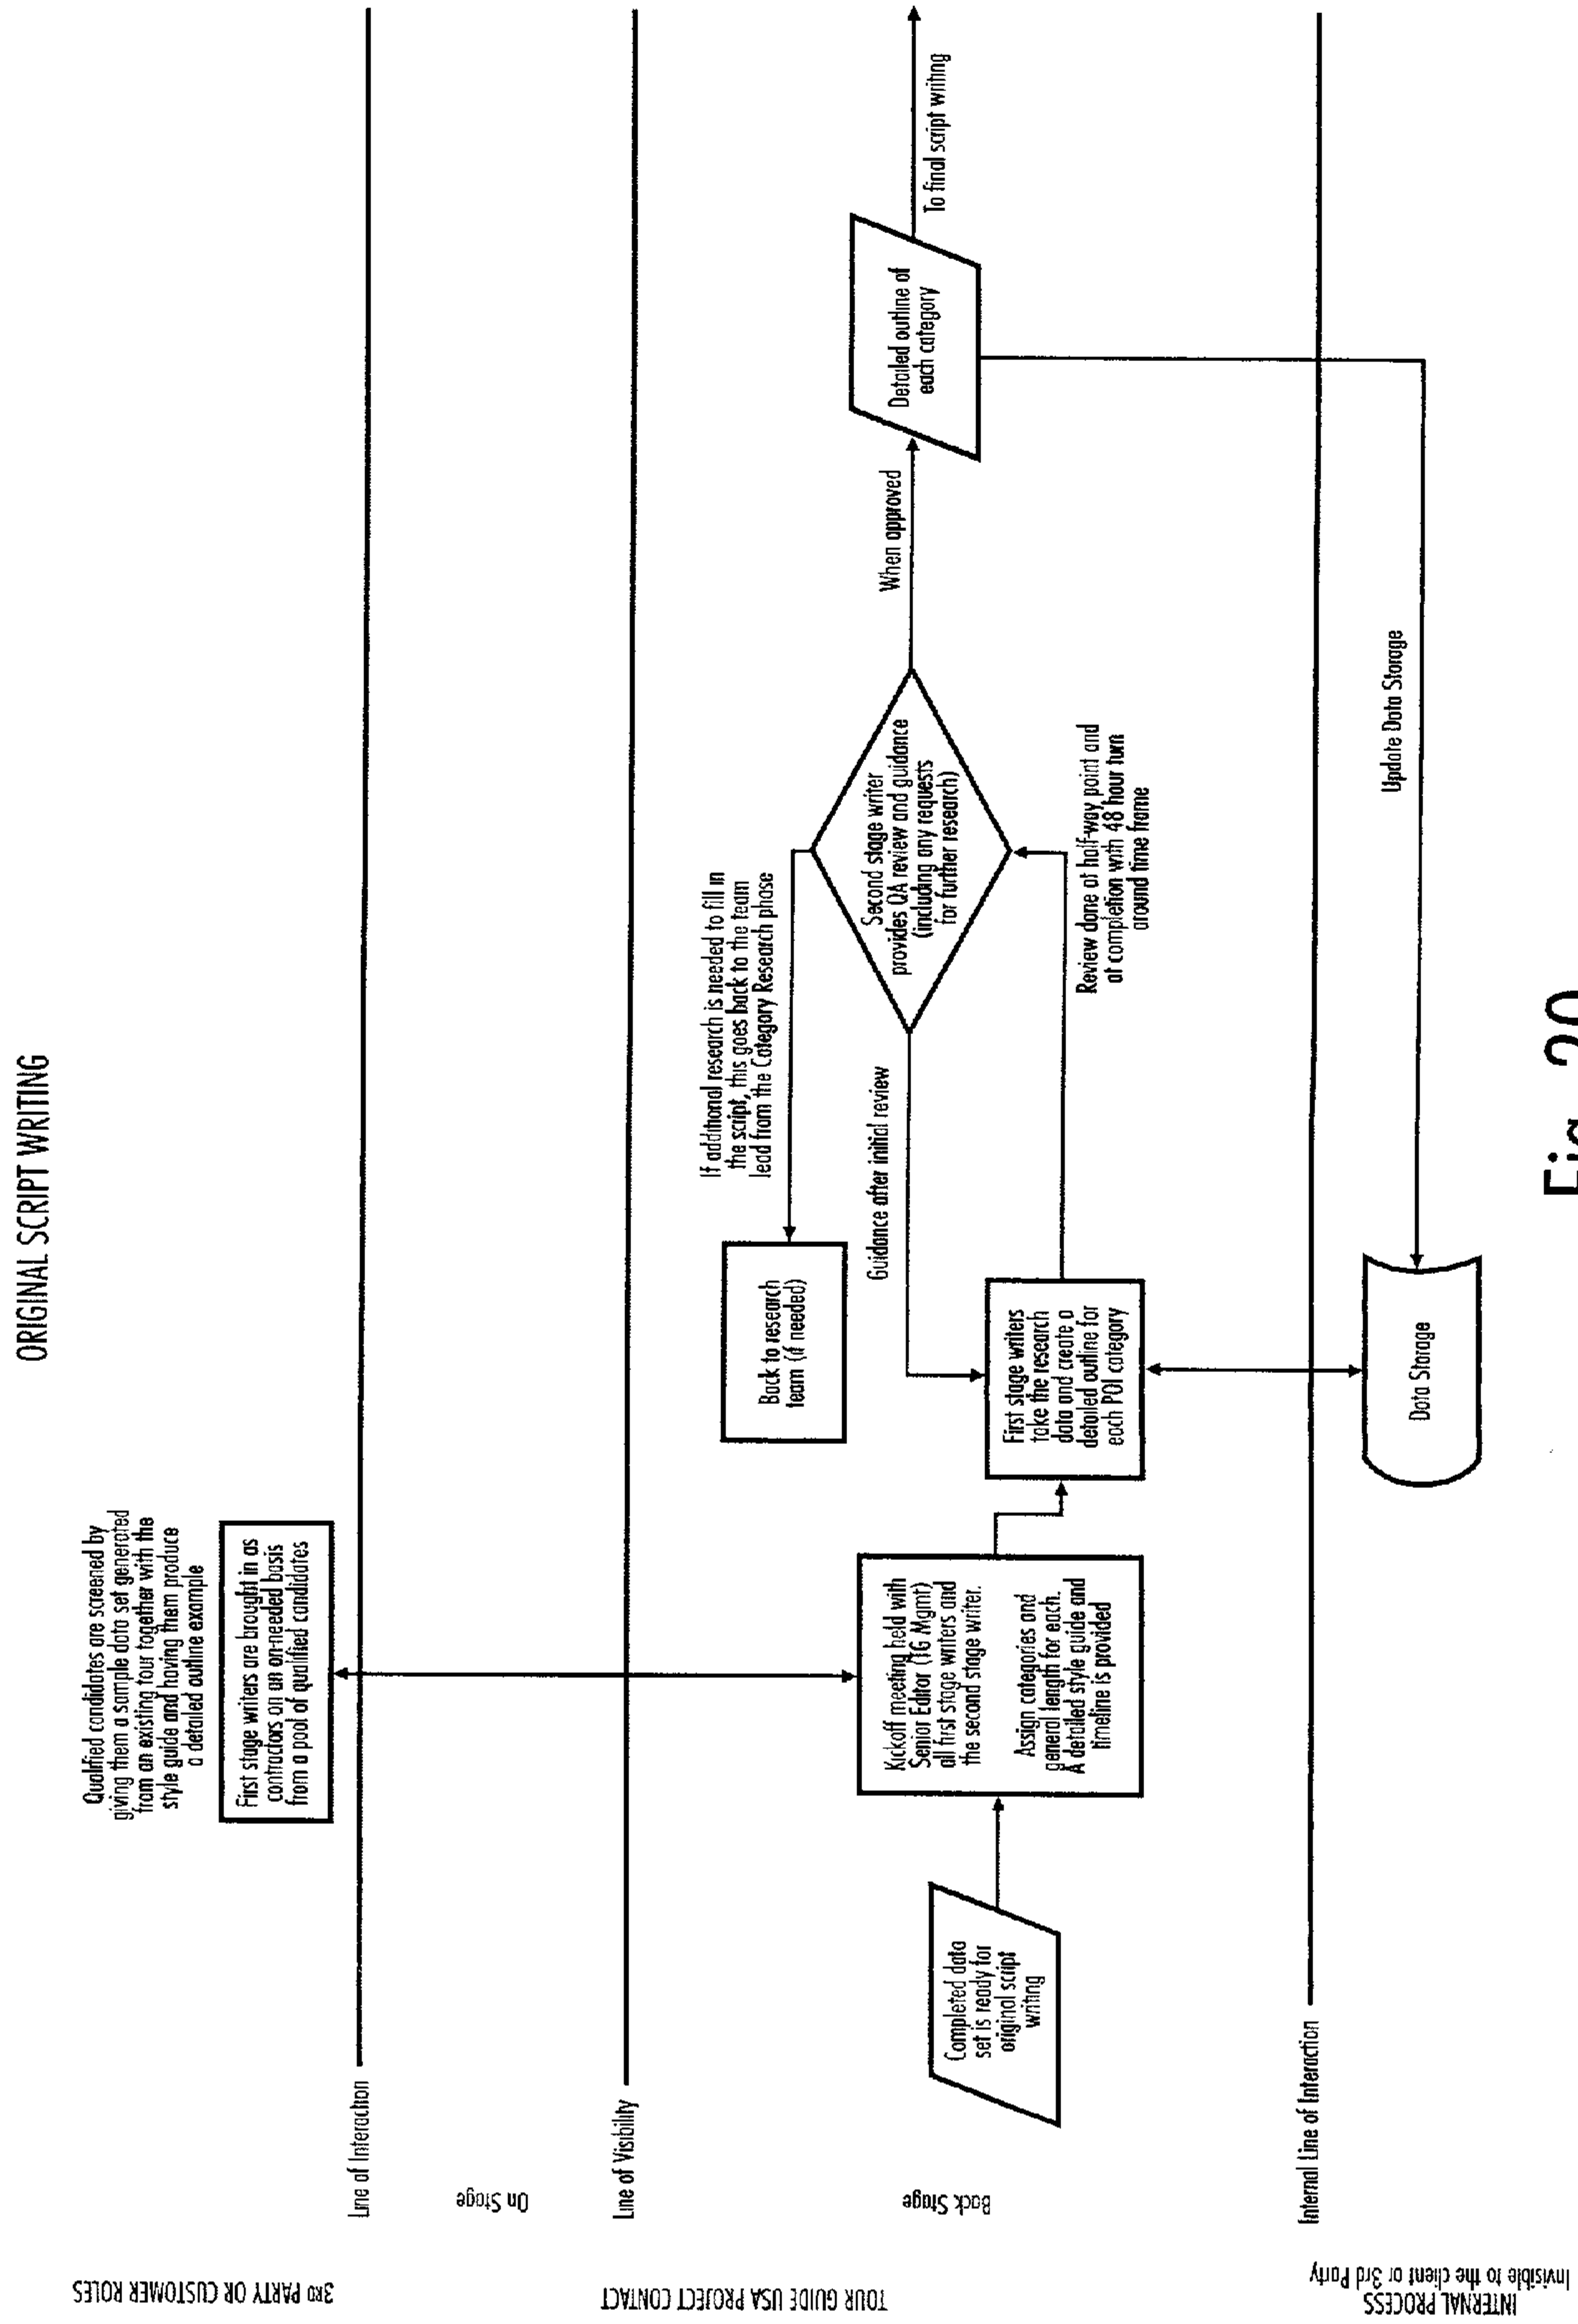 ORIGINAL SCRIPT WRITING
3RD PARTY OR CUSTOMER ROLES
Qualified candidates are screened by
giving them a sample data set generated
from an existing tour together with the
style guide and having them produce
a detailed outline example
First stage writers are brought in as
contractors on an on-needed basis
from a pool of qualified candidates
Line of Interaction
On Stage
Line of Visibility
TOUR GUIDE USA PROJECT CONTACT
Back Stage
Completed data
set is ready for
original script
writing
Kickoff meeting held with
Senior Editor (TG Mgmt)
all first stage writers and
the second stage writer.
Assign categories and
general length for each.
A detailed style guide and
timeline is provided
First stage writers
take the research
data and create a
detailed outline for
each POI category
Back to research
team (if needed)
If additional research is needed to fill in
the script, this goes back to the team
lead from the Category Research phase
Guidance after initial review
Second stage writer
provides QA review and guidance
(including any requests
for further research)
Review done at half-way point and
at completion with 48 hour turn
around time frame
When approved
Detailed outline of
each category
To final script writing
Internal Line of Interaction
INTERNAL PROCESS
Invisible to the client or 3rd Party
Data Storage
Update Data Storage